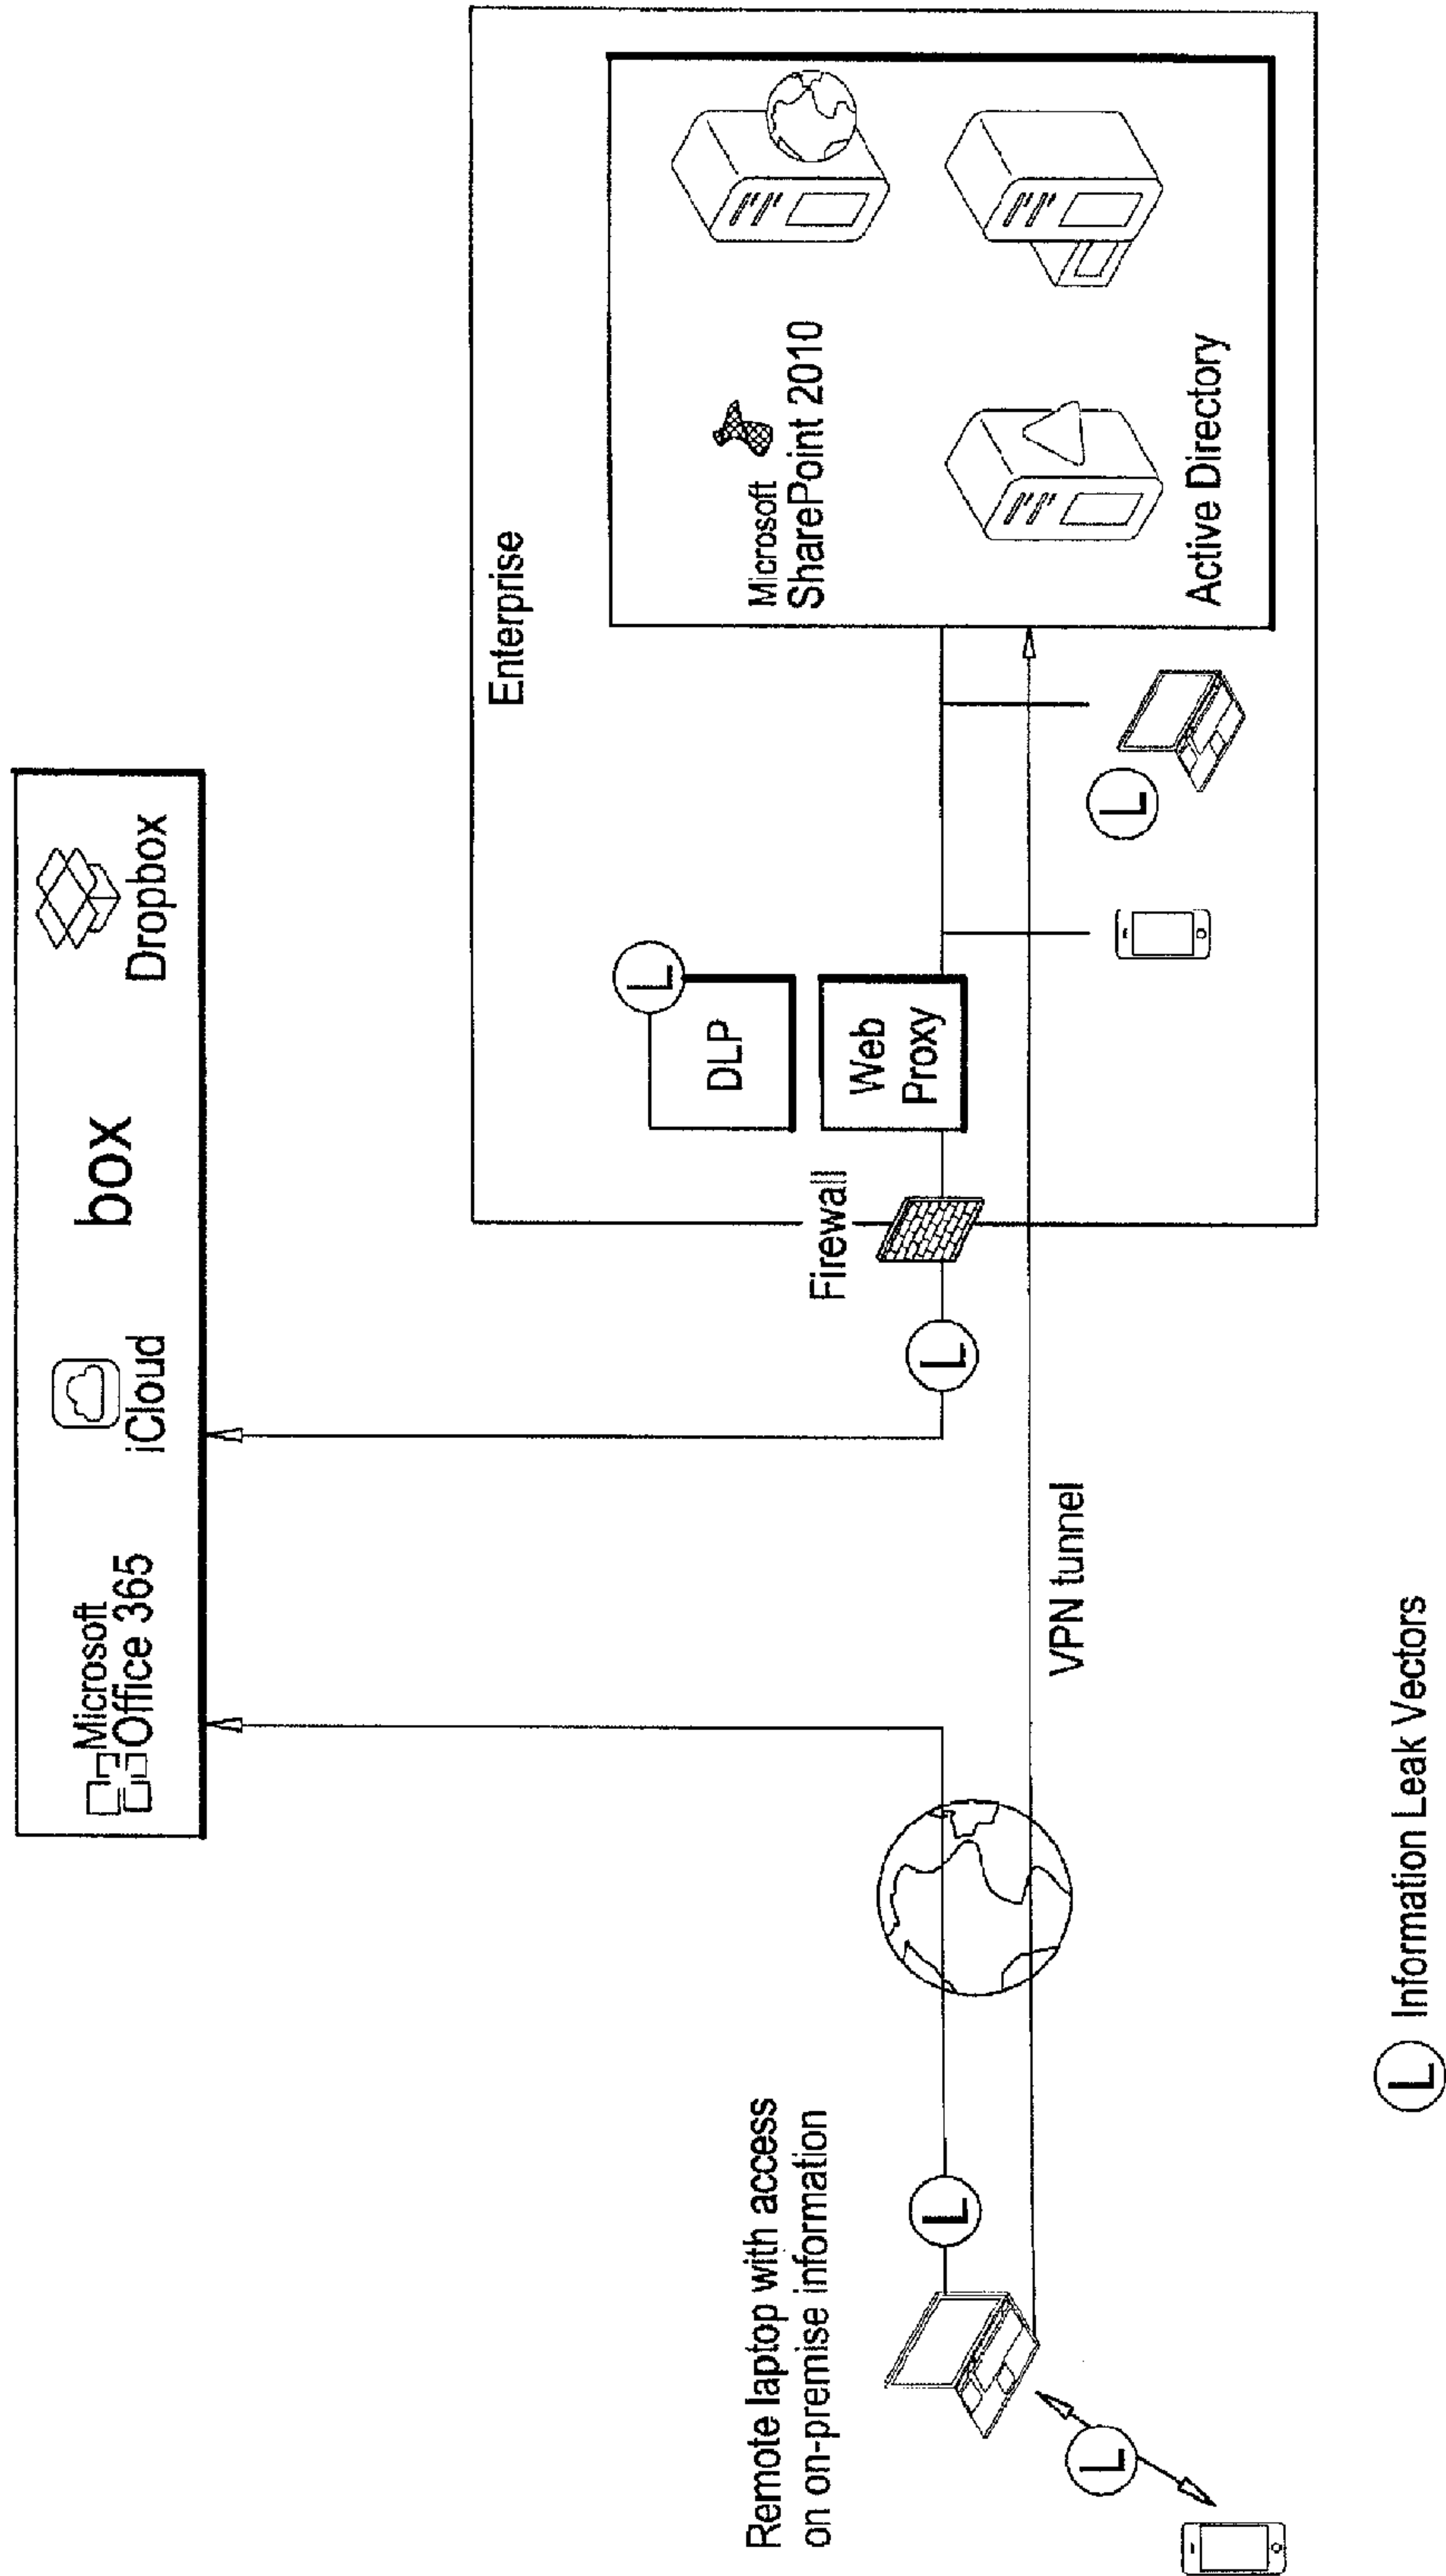 Microsoft
Office 365
iCloud
box
Dropbox
Enterprise
L
DLP
Web
Proxy
Firewall
L
Microsoft
SharePoint 2010
Active Directory
L
Remote laptop with access
on on-premise information
L
L
VPN tunnel
L Information Leak Vectors